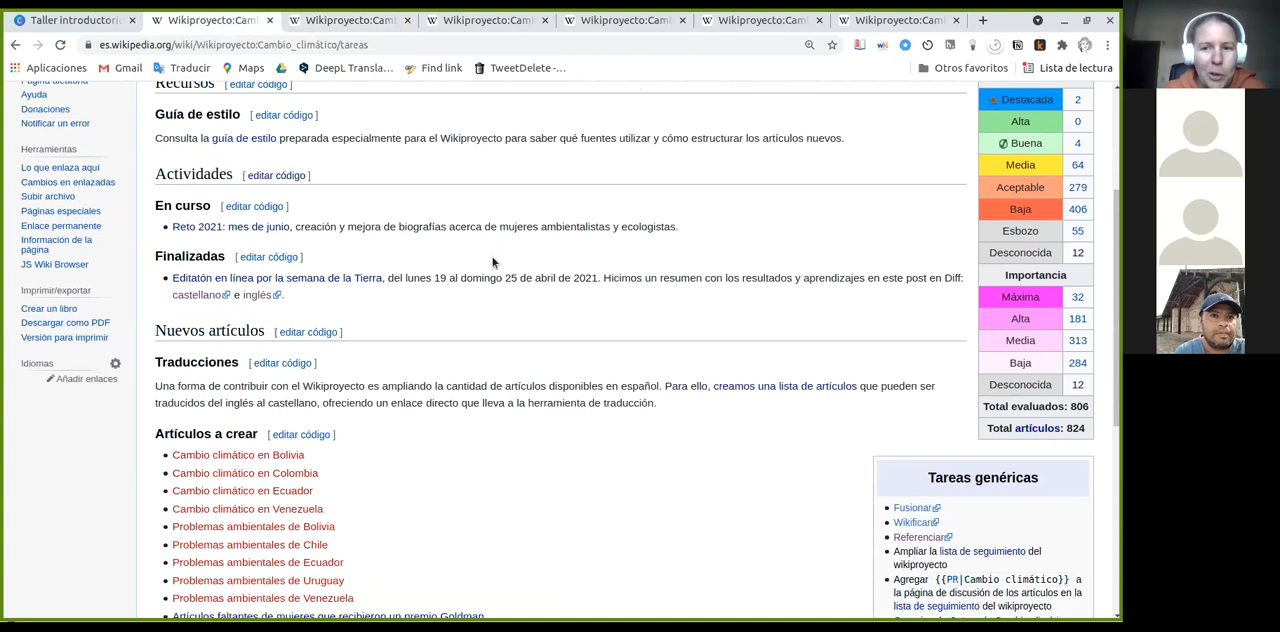 Taller introductorio
Wikiproyecto:Cam
Wikiproyecto:Cam
Wikiproyecto:Cam
Wikiproyecto:Cam
Wikiproyecto:Cam
Wikiproyecto:Cam
es.wikipedia.org/wiki/Wikiproyecto:Cambio_climático/tareas
Aplicaciones Gmail Traducir Maps DeepL Transla... Find link TweetDelete -... Otros favoritos Lista de lectura
Ayuda
Donaciones
Notificar un error
Herramientas
Lo que enlaza aquí
Cambios en enlazadas
Subir archivo
Páginas especiales
Enlace permanente
Información de la
página
JS Wiki Browser
Imprimir/exportar
Crear un libro
Descargar como PDF
Versión para imprimir
Idiomas
Añadir enlaces
Recursos [ editar código ]
Guía de estilo [ editar código ]
Consulta la guía de estilo preparada especialmente para el Wikiproyecto para saber qué fuentes utilizar y cómo estructurar los artículos nuevos.
Actividades [ editar código ]
En curso [ editar código ]
Reto 2021: mes de junio, creación y mejora de biografías acerca de mujeres ambientalistas y ecologistas.
Finalizadas [ editar código ]
Editatón en línea por la semana de la Tierra, del lunes 19 al domingo 25 de abril de 2021. Hicimos un resumen con los resultados y aprendizajes en este post en Diff:
castellano e inglés.
Nuevos artículos [ editar código ]
Traducciones [ editar código ]
Una forma de contribuir con el Wikiproyecto es ampliando la cantidad de artículos disponibles en español. Para ello, creamos una lista de artículos que pueden ser
traducidos del inglés al castellano, ofreciendo un enlace directo que lleva a la herramienta de traducción.
Artículos a crear [ editar código ]
Cambio climático en Bolivia
Cambio climático en Colombia
Cambio climático en Ecuador
Cambio climático en Venezuela
Problemas ambientales de Bolivia
Problemas ambientales de Chile
Problemas ambientales de Ecuador
Problemas ambientales de Uruguay
Problemas ambientales de Venezuela
Artículos faltantes de mujeres que recibieron un premio Goldman
Destacada 2
Alta 0
Buena 4
Media 64
Aceptable 279
Baja 406
Esbozo 55
Desconocida 12
Importancia
Máxima 32
Alta 181
Media 313
Baja 284
Desconocida 12
Total evaluados: 806
Total artículos: 824
Tareas genéricas
Fusionar
Wikificar
Referenciar
Ampliar la lista de seguimiento del
wikiproyecto
Agregar {{PR|Cambio climático}} a
la página de discusión de los artículos en la
lista de seguimiento del wikiproyecto